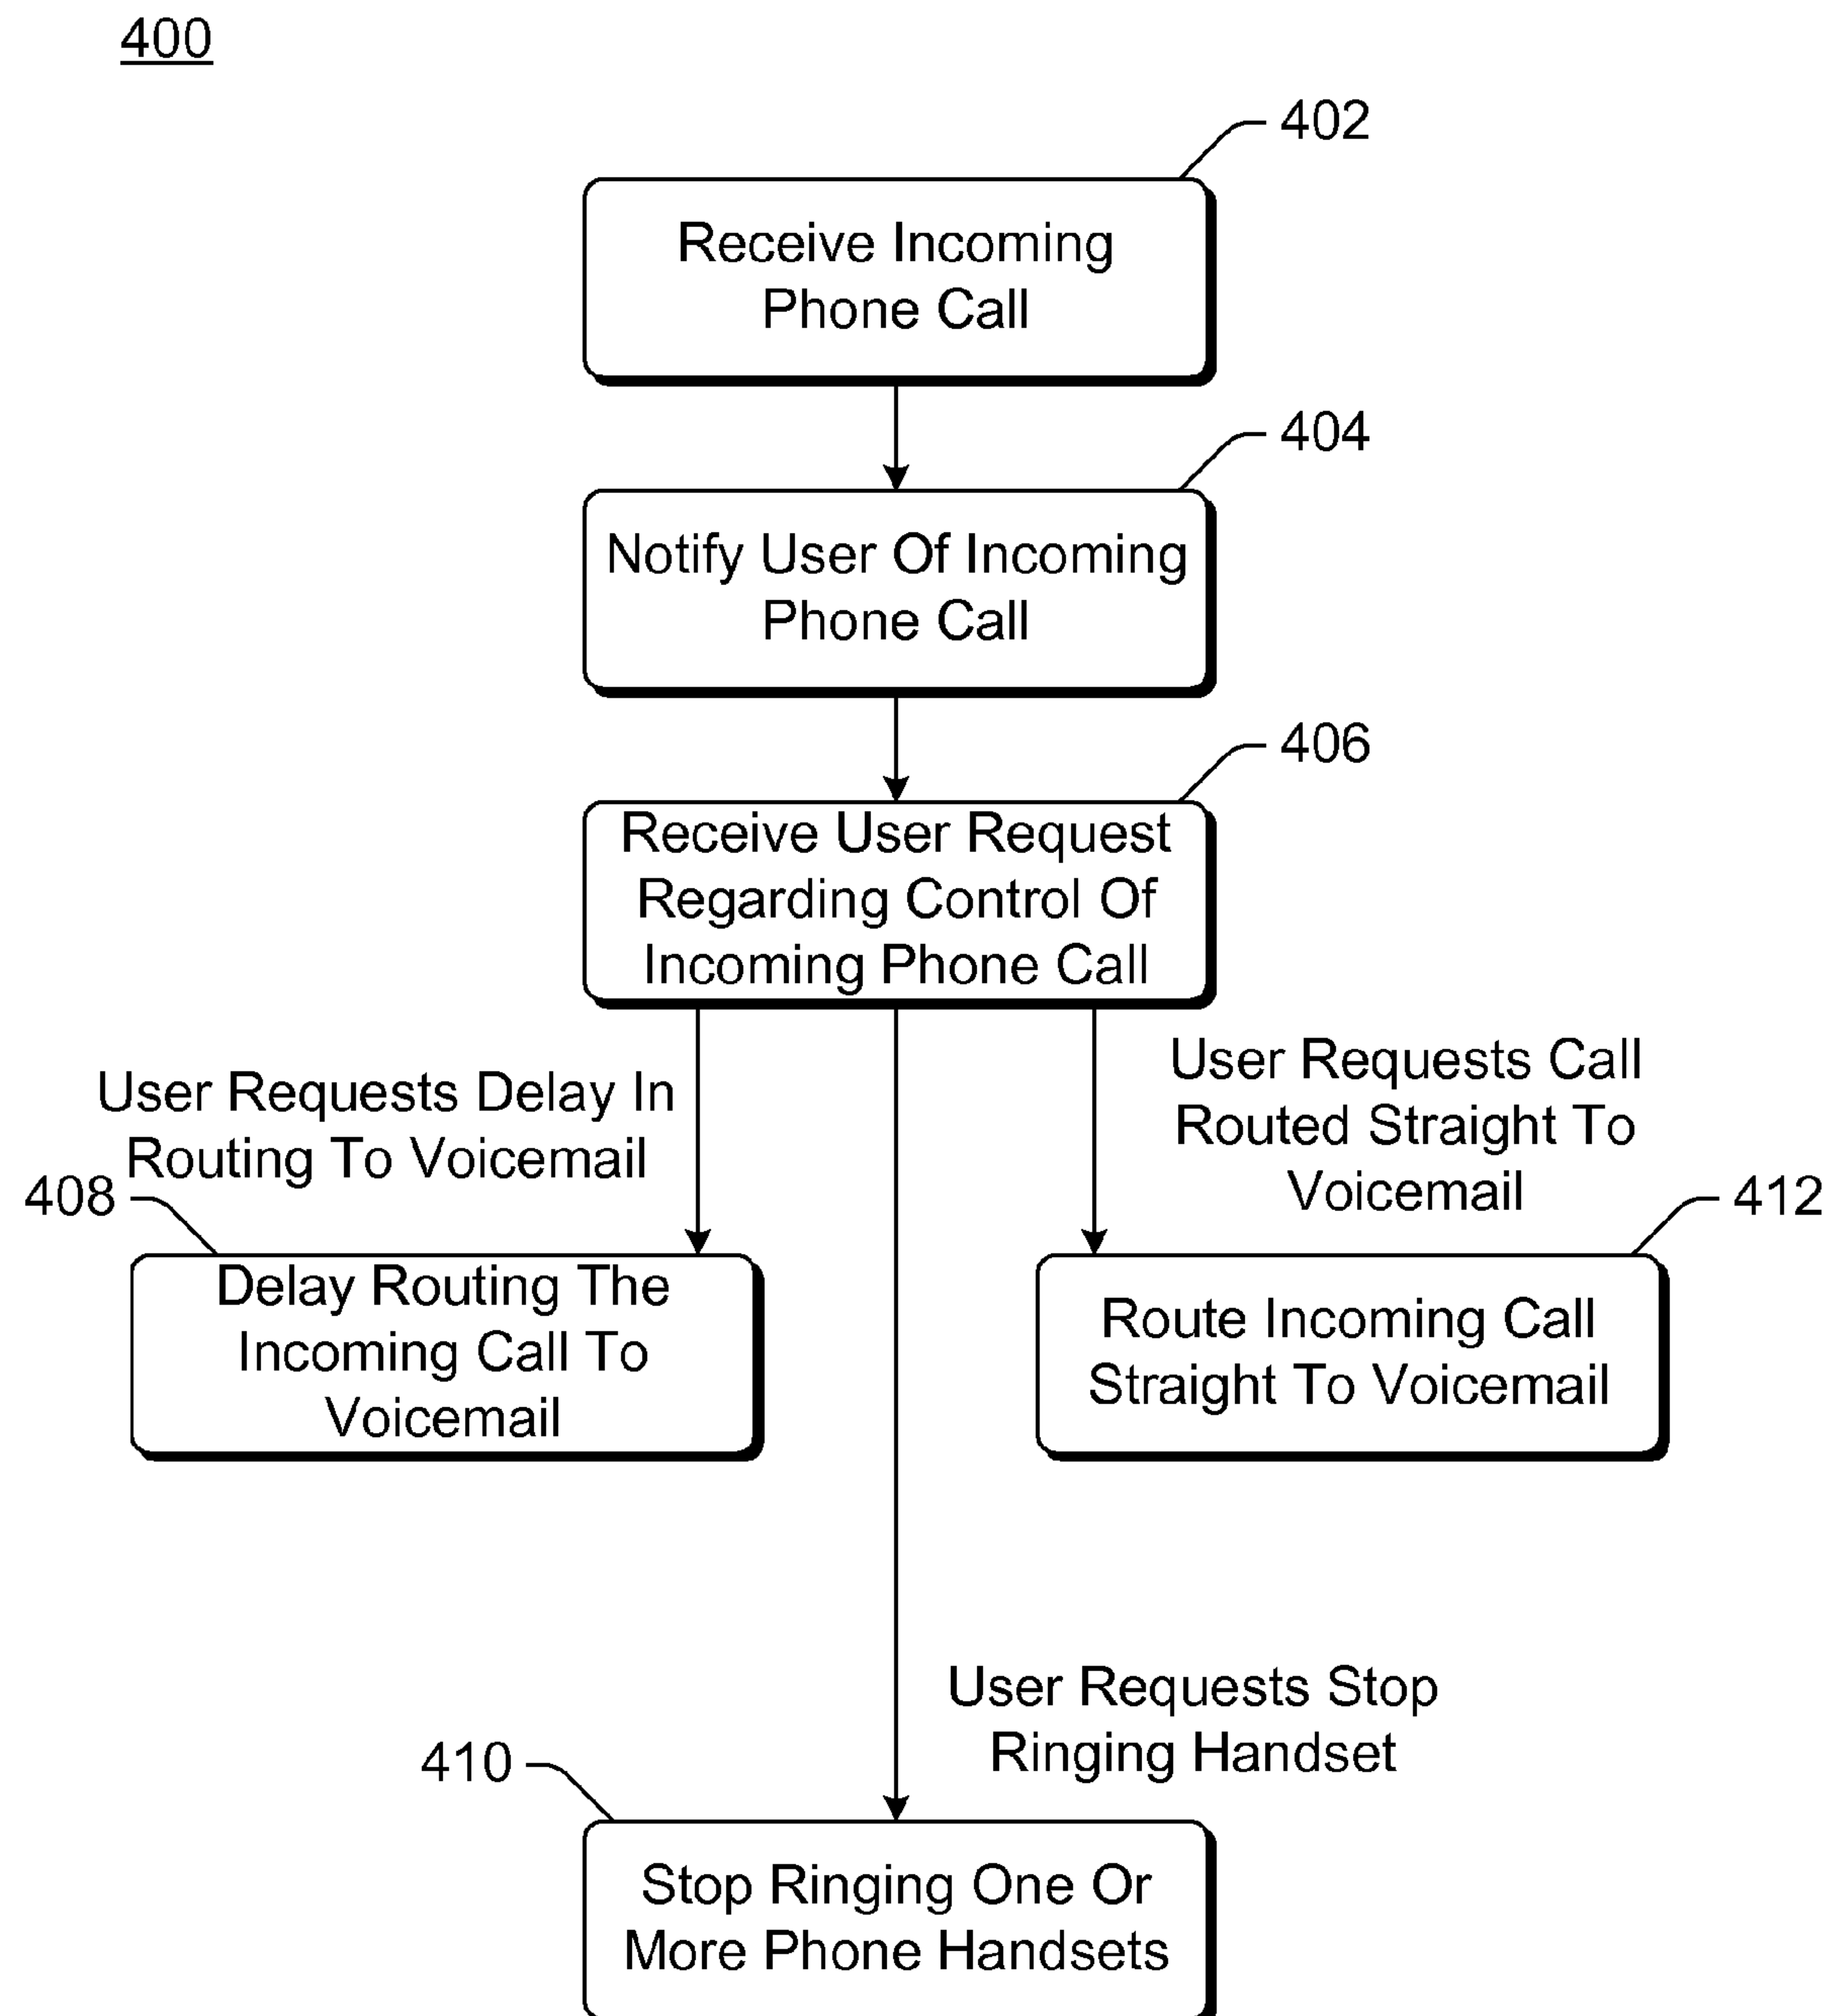 400
402
Receive Incoming
Phone Call
404
Notify User Of Incoming
Phone Call
406
Receive User Request
Regarding Control Of
Incoming Phone Call
User Requests Delay In
Routing To Voicemail
User Requests Call
Routed Straight To
Voicemail
408
412
Delay Routing The
Incoming Call To
Voicemail
Route Incoming Call
Straight To Voicemail
User Requests Stop
Ringing Handset
410
Stop Ringing One Or
More Phone Handsets